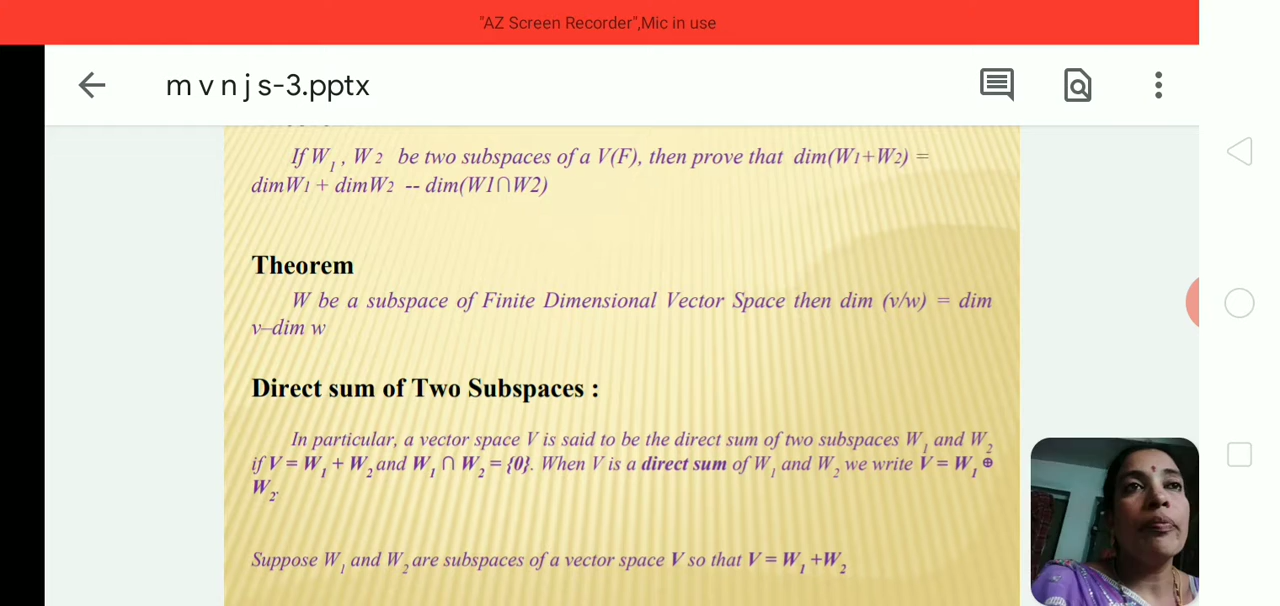 "AZ Screen Recorder",Mic in use
m v n j s-3.pptx
If W1 , W 2 be two subspaces of a V(F), then prove that dim(W1+W2) =
dimW1 + dimW2 -- dim(W1∩W2)
Theorem
W be a subspace of Finite Dimensional Vector Space then dim (v/w) = dim
v–dim w
Direct sum of Two Subspaces :
In particular, a vector space V is said to be the direct sum of two subspaces W1 and W2
if V = W1 + W2 and W1 ∩ W2 = {0}. When V is a direct sum of W1 and W2 we write V = W1 ⊕
W2.
Suppose W1 and W2 are subspaces of a vector space V so that V = W1 +W2